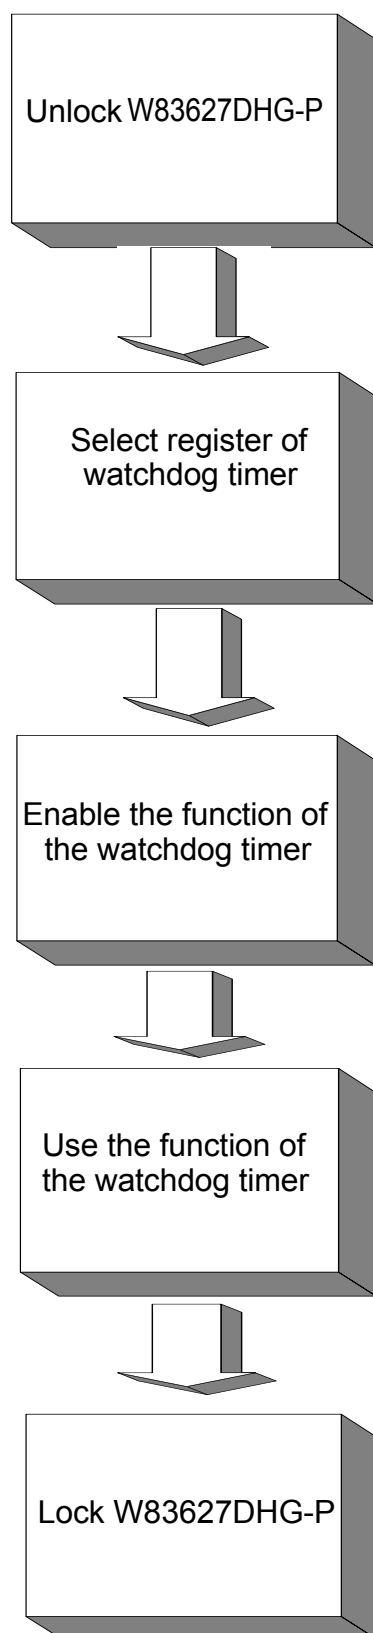 Unlock W83627DHG-P
Select register of
watchdog timer
Enable the function of
the watchdog timer
Use the function of
the watchdog timer
Lock W83627DHG-P